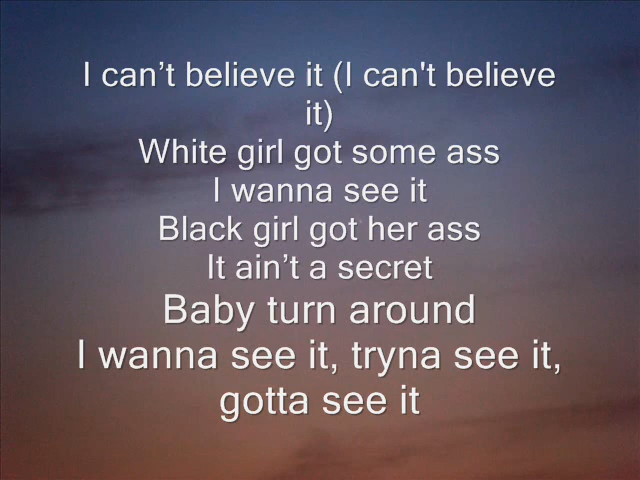 I can’t believe it (I can't believe
it)
White girl got some ass
I wanna see it
Black girl got her ass
It ain’t a secret
Baby turn around
I wanna see it, tryna see it,
gotta see it